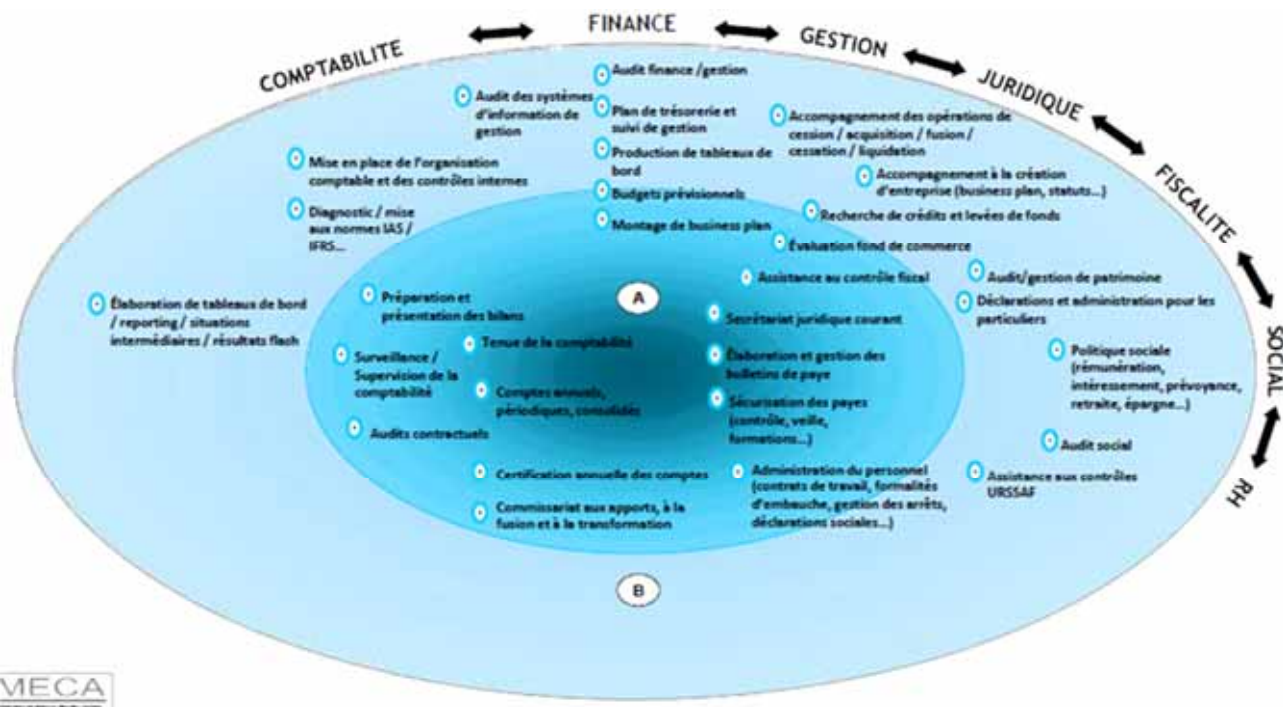 COMPTABILITE
FINANCE
GESTION
JURIDIQUE
FISCALITE
SOCIAL
RH
Audit finance /gestion
Audit des systèmes
d'information de
gestion
Plan de trésorerie et
suivi de gestion
Accompagnement des opérations de
cession / acquisition / fusion /
cessation / liquidation
Production de tableaux de
bord
Mise en place de l'organisation
comptable et des contrôles internes
Accompagnement à la création
d'entreprise (business plan, statuts...)
Budgets prévisionnels
Diagnostic / mise
aux normes IAS /
IFRS...
Montage de business plan
Recherche de crédits et levées de fonds
Évaluation fond de commerce
Assistance au contrôle fiscal
Audit/gestion de patrimoine
Élaboration de tableaux de bord
/ reporting / situations
intermédiaires / résultats flash
Préparation et
présentation des bilans
A
Déclarations et administration pour les
particuliers
Secrétariat juridique courant
Tenue de la comptabilité
Surveillance /
Supervision de la
comptabilité
Élaboration et gestion des
bulletins de paye
Politique sociale
(rémunération,
intéressement, prévoyance,
retraite, épargne...)
Comptes annuels,
périodiques, consolidés
Sécurisation des payes
(contrôle, veille,
formations...)
Audits contractuels
Audit social
Certification annuelle des comptes
Administration du personnel
(contrats de travail, formalités
d'embauche, gestion des arrêts,
déclarations sociales...)
Assistance aux contrôles
URSSAF
Commissariat aux apports, à la
fusion et à la transformation
B
MECA